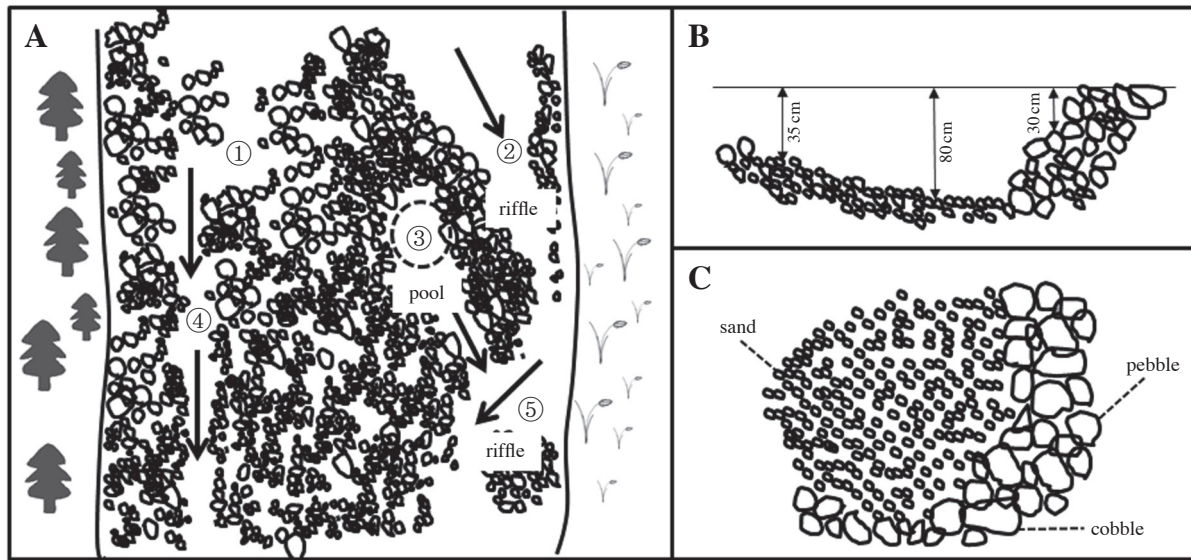 A
①
②
riffle
③
pool
④
⑤
riffle
B
35 cm
80 cm
30 cm
C
sand
pebble
cobble